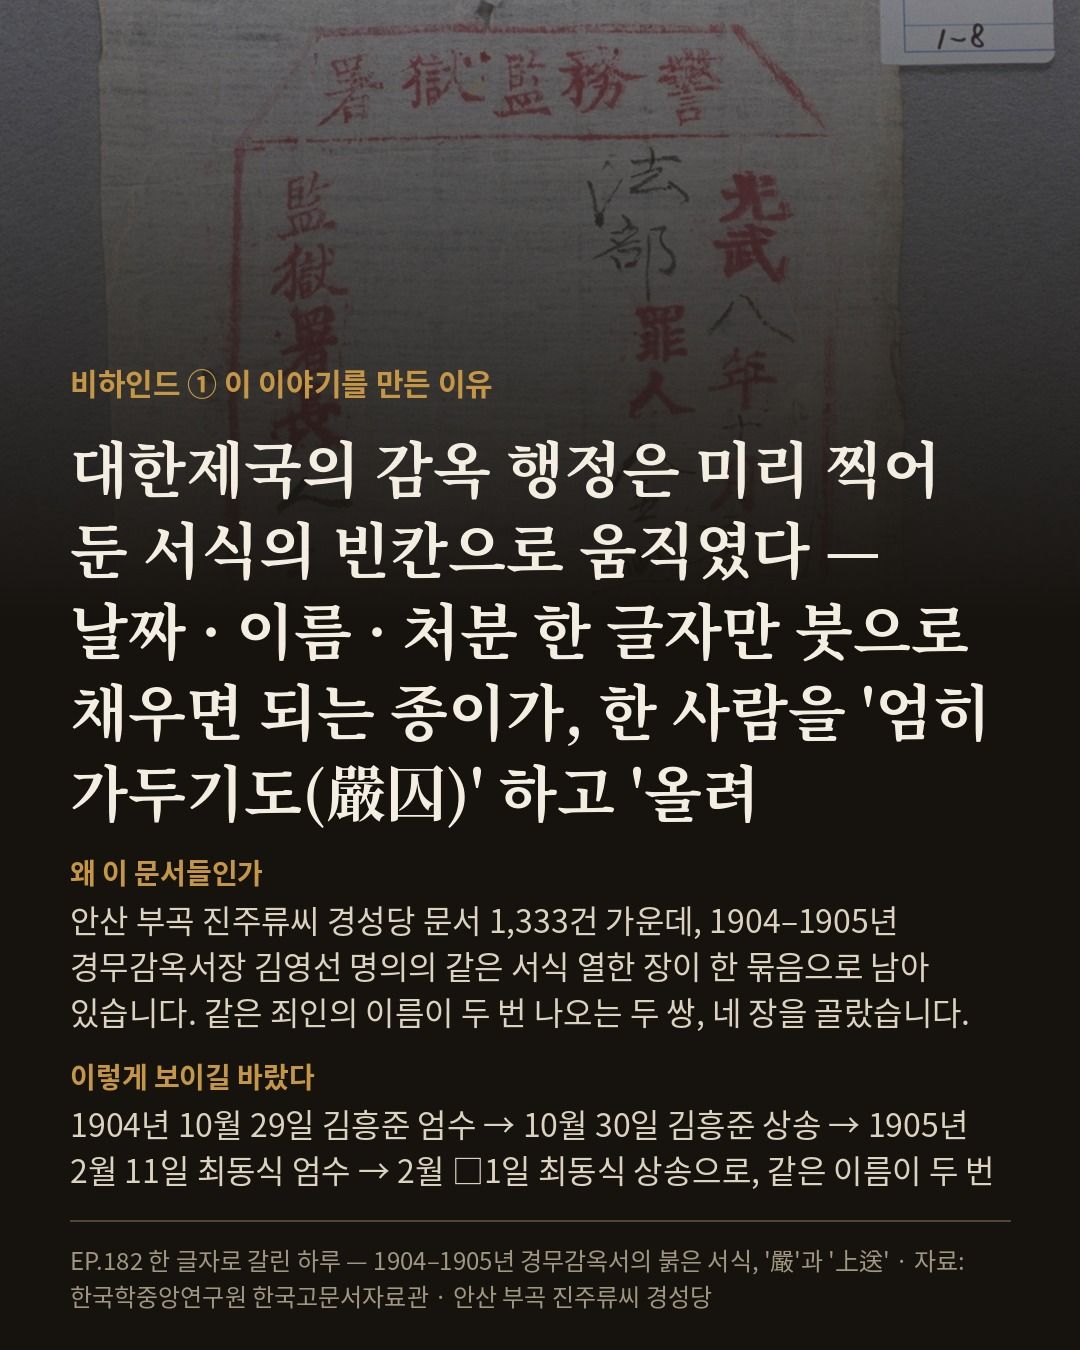 1~8
署獄監務警
光武八年十
法部罪人
監獄署長
비하인드 ① 이 이야기를 만든 이유
대한제국의 감옥 행정은 미리 찍어
둔 서식의 빈칸으로 움직였다 —
날짜 · 이름 · 처분 한 글자만 붓으로
채우면 되는 종이가, 한 사람을 '엄히
가두기도(嚴囚)' 하고 '올려
왜 이 문서들인가
안산 부곡 진주류씨 경성당 문서 1,333건 가운데, 1904–1905년
경무감옥서장 김영선 명의의 같은 서식 열한 장이 한 묶음으로 남아
있습니다. 같은 죄인의 이름이 두 번 나오는 두 쌍, 네 장을 골랐습니다.
이렇게 보이길 바랐다
1904년 10월 29일 김흥준 엄수 → 10월 30일 김흥준 상송 → 1905년
2월 11일 최동식 엄수 → 2월 □1일 최동식 상송으로, 같은 이름이 두 번
EP.182 한 글자로 갈린 하루 — 1904–1905년 경무감옥서의 붉은 서식, '嚴'과 '上送' · 자료:
한국학중앙연구원 한국고문서자료관 · 안산 부곡 진주류씨 경성당